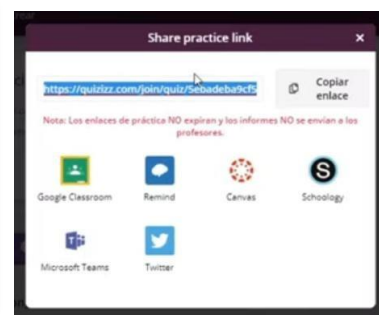 Share practice link
https://quizizz.com/join/quiz/5ebadeba9cf5
Copiar
enlace
Nota: Los enlaces de práctica NO expiran y los informes NO se envían a los
profesores.
Google Classroom
Remind
Canvas
S
Schoology
Microsoft Teams
Twitter